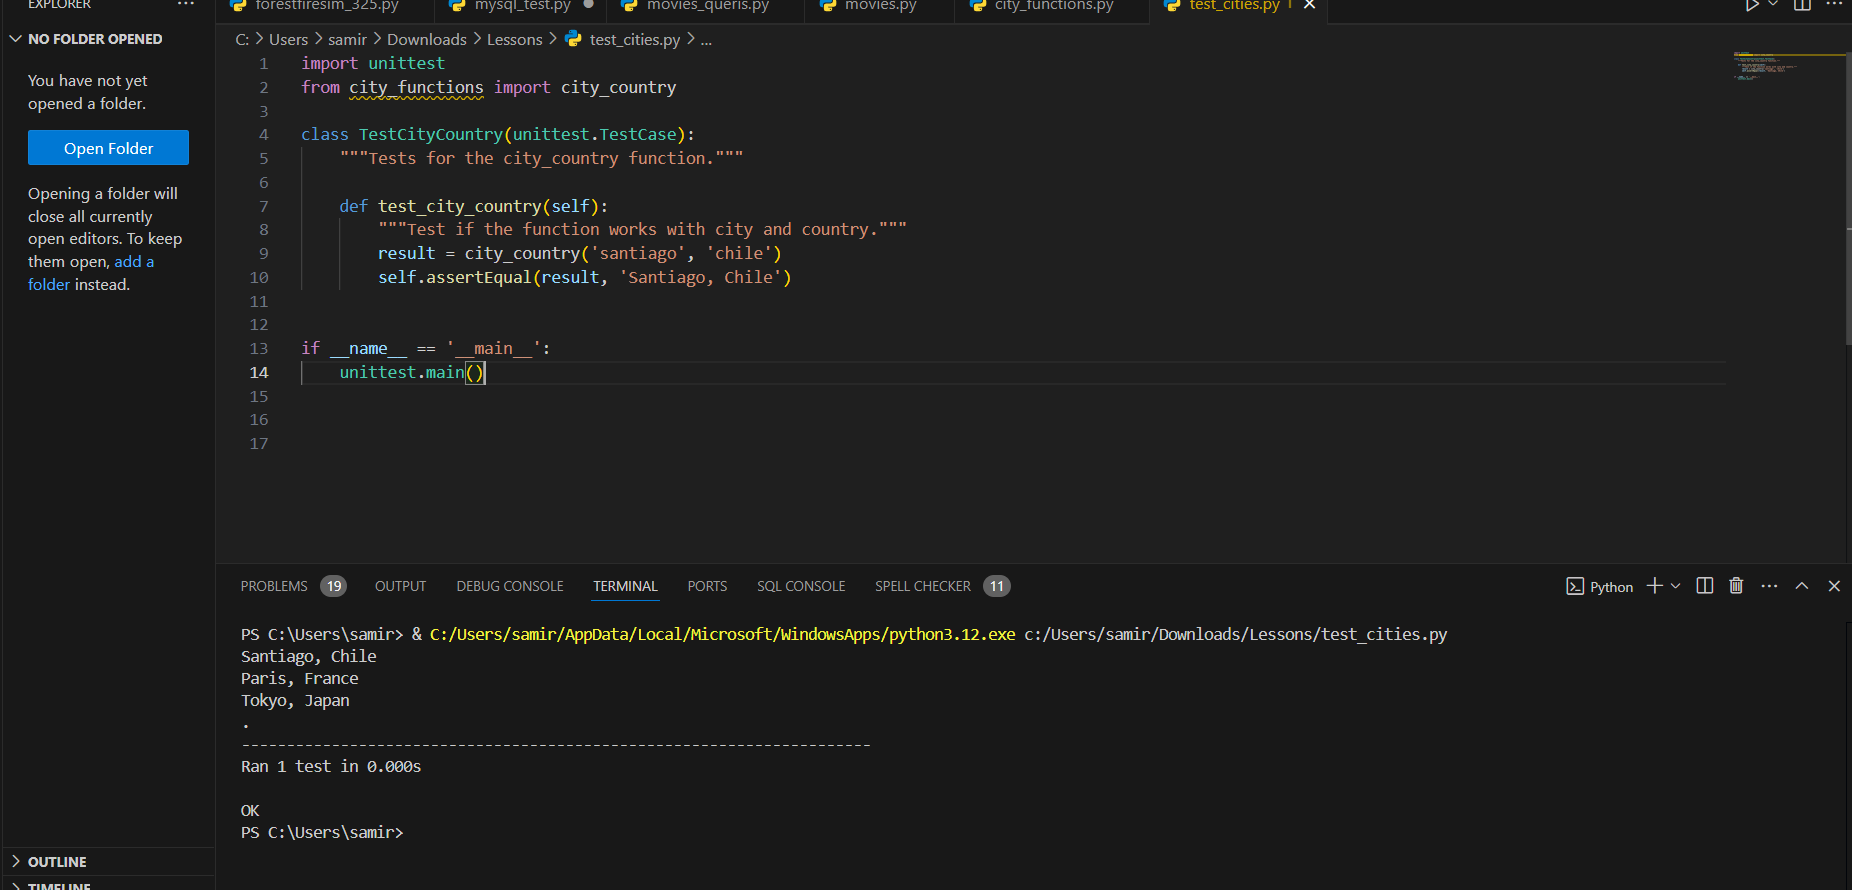 EXPLORER
forestfiresim_325.py
mysql_test.py
movies_queris.py
movies.py
city_functions.py
test_cities.py 1
NO FOLDER OPENED
You have not yet
opened a folder.
Open Folder
Opening a folder will
close all currently
open editors. To keep
them open, add a
folder instead.
OUTLINE
TIMELINE
C: > Users > samir > Downloads > Lessons > test_cities.py > ...
1 import unittest
2 from city_functions import city_country
3
4 class TestCityCountry(unittest.TestCase):
5 """Tests for the city_country function."""
6
7 def test_city_country(self):
8 """Test if the function works with city and country."""
9 result = city_country('santiago', 'chile')
10 self.assertEqual(result, 'Santiago, Chile')
11
12
13 if __name__ == '__main__':
14 unittest.main()
15
16
17
PROBLEMS 19 OUTPUT DEBUG CONSOLE TERMINAL PORTS SQL CONSOLE SPELL CHECKER 11
Python
PS C:\Users\samir> & C:/Users/samir/AppData/Local/Microsoft/WindowsApps/python3.12.exe c:/Users/samir/Downloads/Lessons/test_cities.py
Santiago, Chile
Paris, France
Tokyo, Japan
.
----------------------------------------------------------------------
Ran 1 test in 0.000s
OK
PS C:\Users\samir>